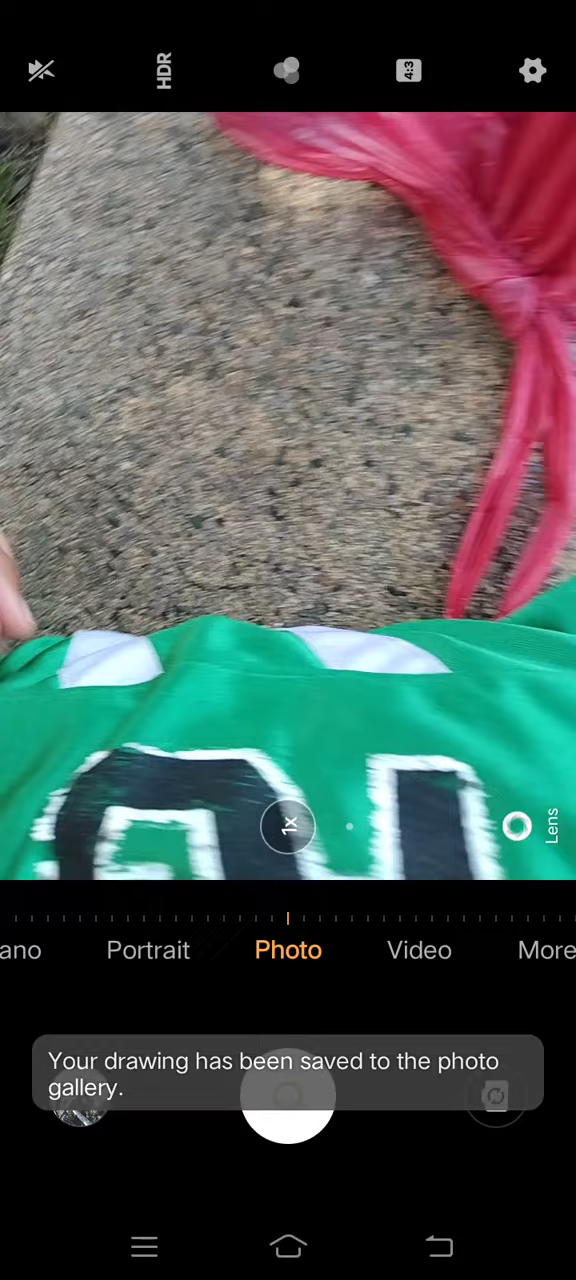 HDR
4:3
1x
Lens
ano
Portrait
Photo
Video
More
Your drawing has been saved to the photo
gallery.